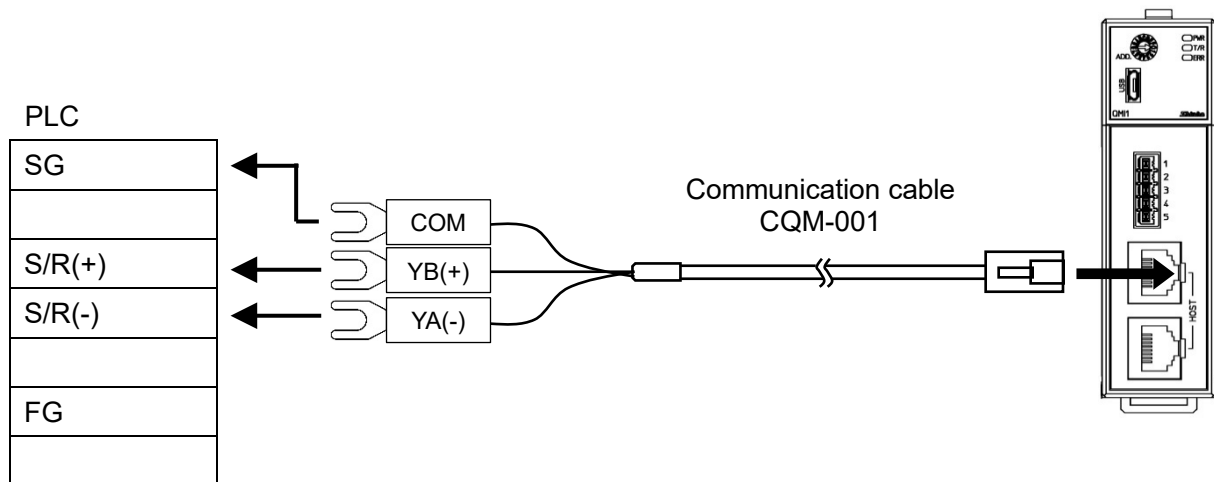 PLC
SG
S/R(+)
S/R(-)
FG
COM
YB(+)
YA(-)
Communication cable
CQM-001
ADD.
PWR
T/R
ERR
USB
QMI1
Shinko
1
2
3
4
5
HOST